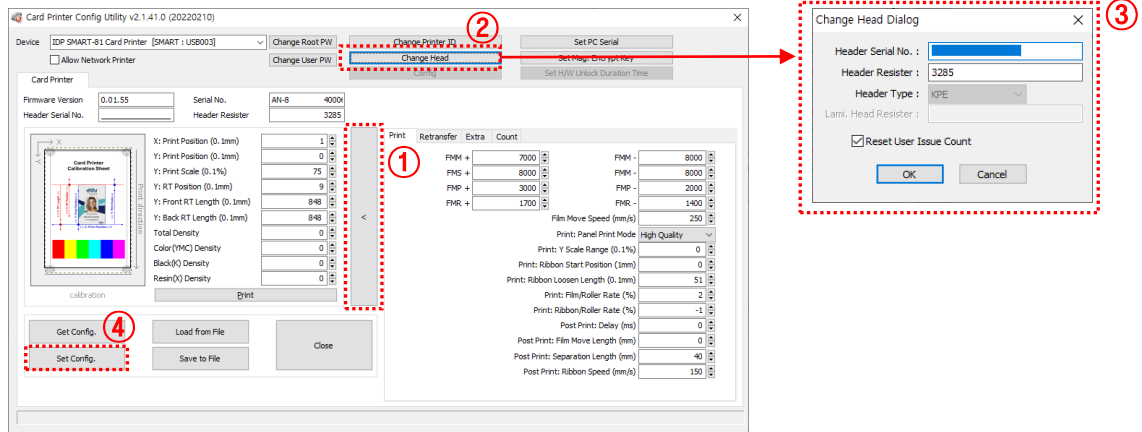 Card Printer Config Utility v2.1.41.0 (20220210)
②
③
Device IDP SMART-81 Card Printer [SMART : USB003] Change Root PW Change Printer ID Set PC Serial
Allow Network Printer Change User PW Change Head Set Mag. Encrypt Key
Config Set H/W Unlock Duration Time
Card Printer
Firmware Version 0.01.55 Serial No. AN-8 4000
Header Serial No. Header Resister 3285
X
Y
Card Printer
Calibration Sheet
Print direction
calibration
X: Print Position (0.1mm) 1
Y: Print Position (0.1mm) 0
Y: Print Scale (0.1%) 75
Y: RT Position (0.1mm) 9
Y: Front RT Length (0.1mm) 848
Y: Back RT Length (0.1mm) 848
Total Density 0
Color(YMC) Density 0
Black(K) Density 0
Resin(X) Density 0
Print
<
①
Print Retransfer Extra Count
FMM + 7000 FMM - 8000
FMS + 8000 FMM - 8000
FMP + 3000 FMP - 2000
FMR + 1700 FMR - 1400
Film Move Speed (mm/s) 250
Print: Panel Print Mode High Quality
Print: Y Scale Range (0.1%) 0
Print: Ribbon Start Position (1mm) 0
Print: Ribbon Loosen Length (0.1mm) 51
Print: Film/Roller Rate (%) 2
Print: Ribbon/Roller Rate (%) -1
Post Print: Delay (ms) 0
Post Print: Film Move Length (mm) 0
Post Print: Separation Length (mm) 40
Post Print: Ribbon Speed (mm/s) 150
④
Get Config. Load from File Close
Set Config. Save to File
Change Head Dialog
Header Serial No. :
Header Resister : 3285
Header Type : KPE
Lami. Head Resister :
Reset User Issue Count
OK Cancel